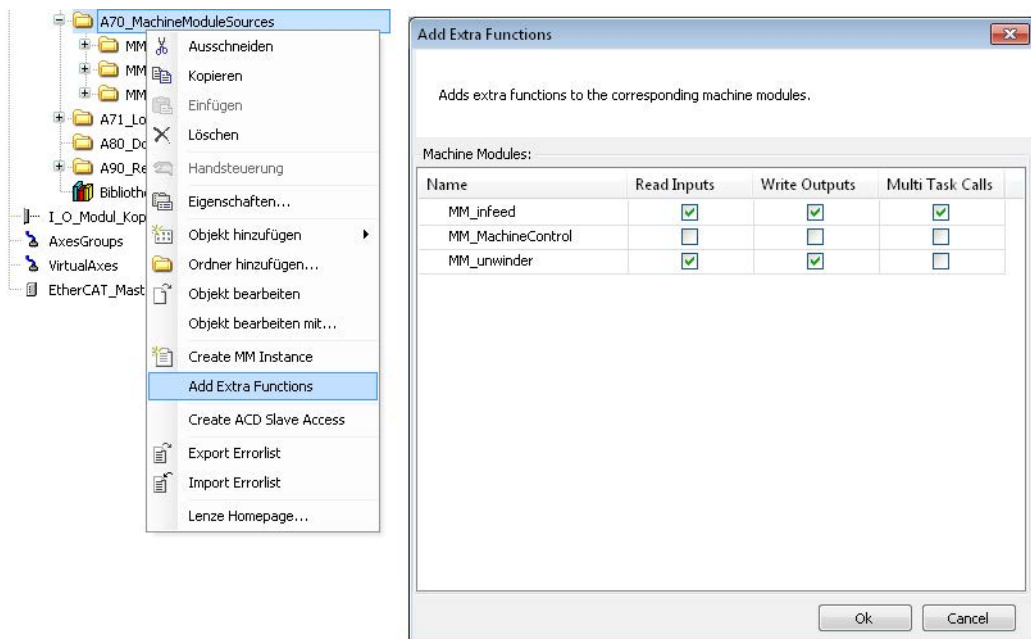 A70_MachineModuleSources
MM
MM
MM
A71_Lo
A80_Do
A90_Re
Biblioth
I_O_Modul_Kop
AxesGroups
VirtualAxes
EtherCAT_Mast
Ausschneiden
Kopieren
Einfügen
Löschen
Handsteuerung
Eigenschaften...
Objekt hinzufügen
Ordner hinzufügen...
Objekt bearbeiten
Objekt bearbeiten mit...
Create MM Instance
Add Extra Functions
Create ACD Slave Access
Export Errorlist
Import Errorlist
Lenze Homepage...
Add Extra Functions
Adds extra functions to the corresponding machine modules.
Machine Modules:
Name Read Inputs Write Outputs Multi Task Calls
MM_infeed
MM_MachineControl
MM_unwinder
Ok Cancel